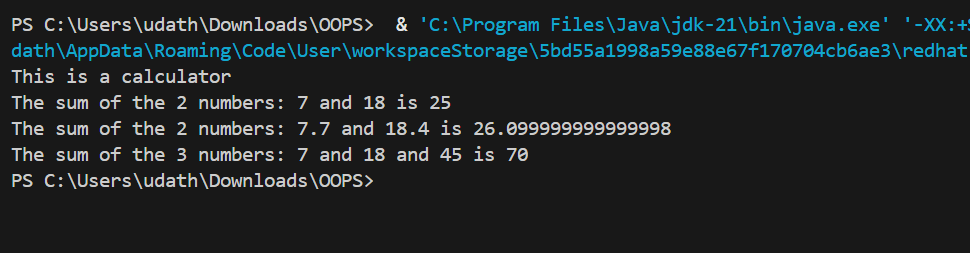 PS C:\Users\udath\Downloads\OOPS>  & 'C:\Program Files\Java\jdk-21\bin\java.exe' '-XX:+S
dath\AppData\Roaming\Code\User\workspaceStorage\5bd55a1998a59e88e67f170704cb6ae3\redhat
This is a calculator
The sum of the 2 numbers: 7 and 18 is 25
The sum of the 2 numbers: 7.7 and 18.4 is 26.099999999999998
The sum of the 3 numbers: 7 and 18 and 45 is 70
PS C:\Users\udath\Downloads\OOPS>